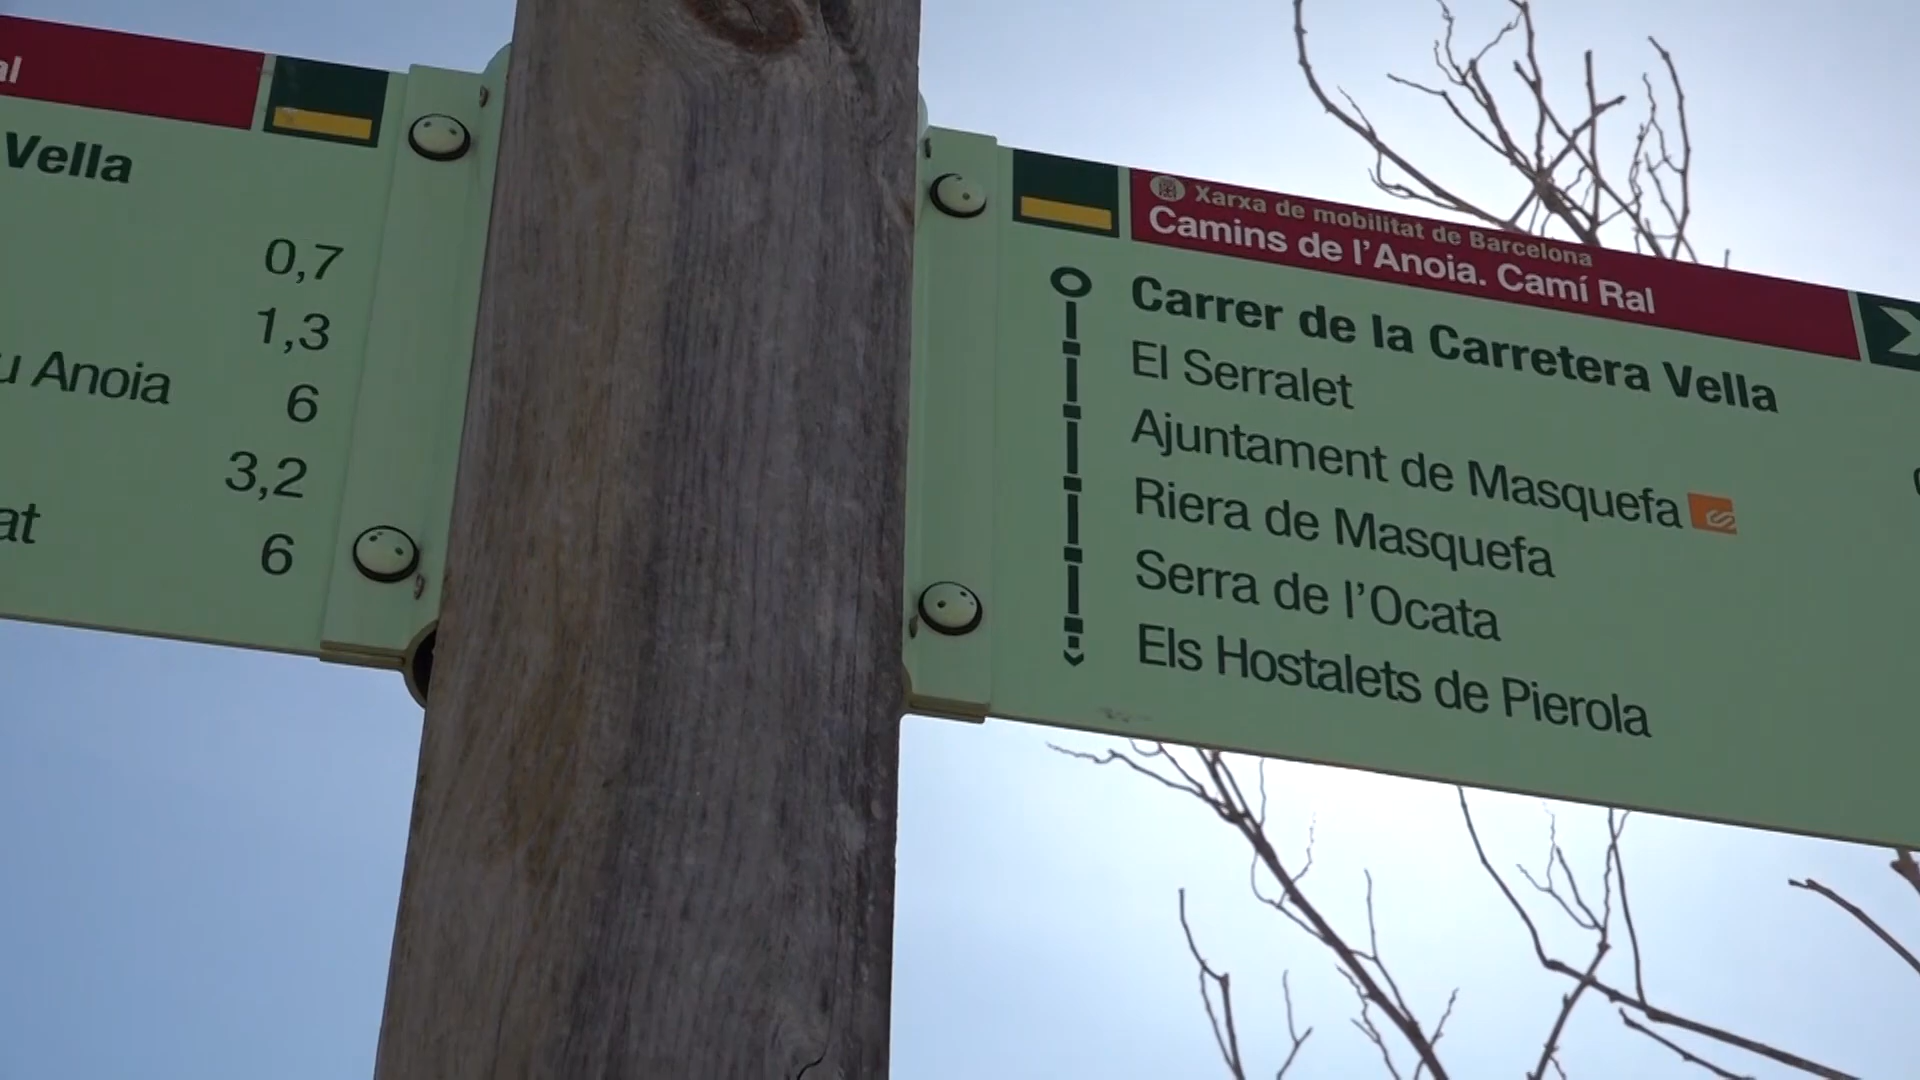 al
Vella
0,7
1,3
u Anoia 6
3,2
at 6
Xarxa de mobilitat de Barcelona
Camins de l'Anoia. Camí Ral
Carrer de la Carretera Vella
El Serralet
Ajuntament de Masquefa
Riera de Masquefa
Serra de l'Ocata
Els Hostalets de Pierola